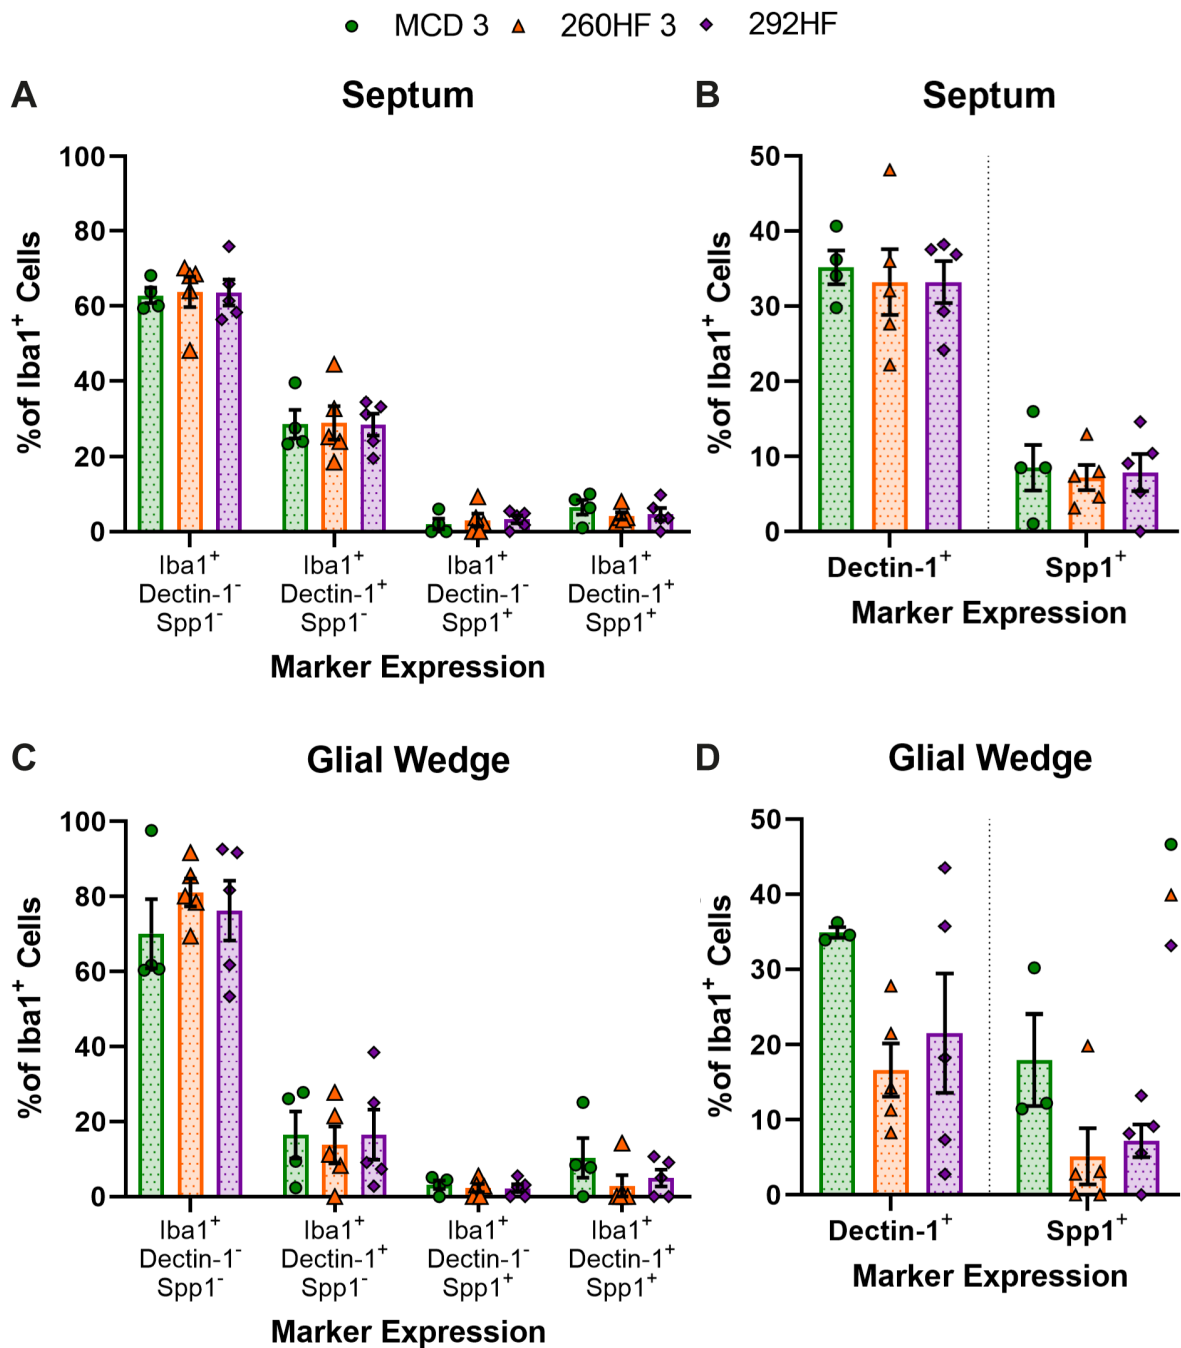 MCD 3 260HF 3 292HF
A Septum
100
80
60
40
20
0
%of Iba1⁺ Cells
Iba1⁺ Iba1⁺ Iba1⁺ Iba1⁺
Dectin-1⁻ Dectin-1⁺ Dectin-1⁻ Dectin-1⁺
Spp1⁻ Spp1⁻ Spp1⁺ Spp1⁺
Marker Expression
B Septum
50
40
30
20
10
0
%of Iba1⁺ Cells
Dectin-1⁺ Spp1⁺
Marker Expression
C Glial Wedge
100
80
60
40
20
0
%of Iba1⁺ Cells
Iba1⁺ Iba1⁺ Iba1⁺ Iba1⁺
Dectin-1⁻ Dectin-1⁺ Dectin-1⁻ Dectin-1⁺
Spp1⁻ Spp1⁻ Spp1⁺ Spp1⁺
Marker Expression
D Glial Wedge
50
40
30
20
10
0
%of Iba1⁺ Cells
Dectin-1⁺ Spp1⁺
Marker Expression